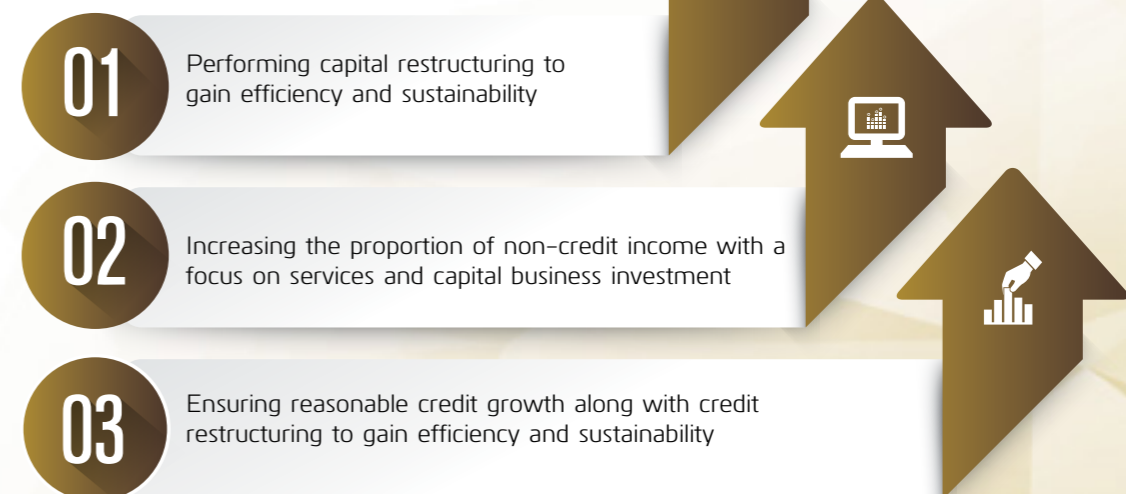 01
Performing capital restructuring to
gain efficiency and sustainability
02
Increasing the proportion of non-credit income with a
focus on services and capital business investment
03
Ensuring reasonable credit growth along with credit
restructuring to gain efficiency and sustainability